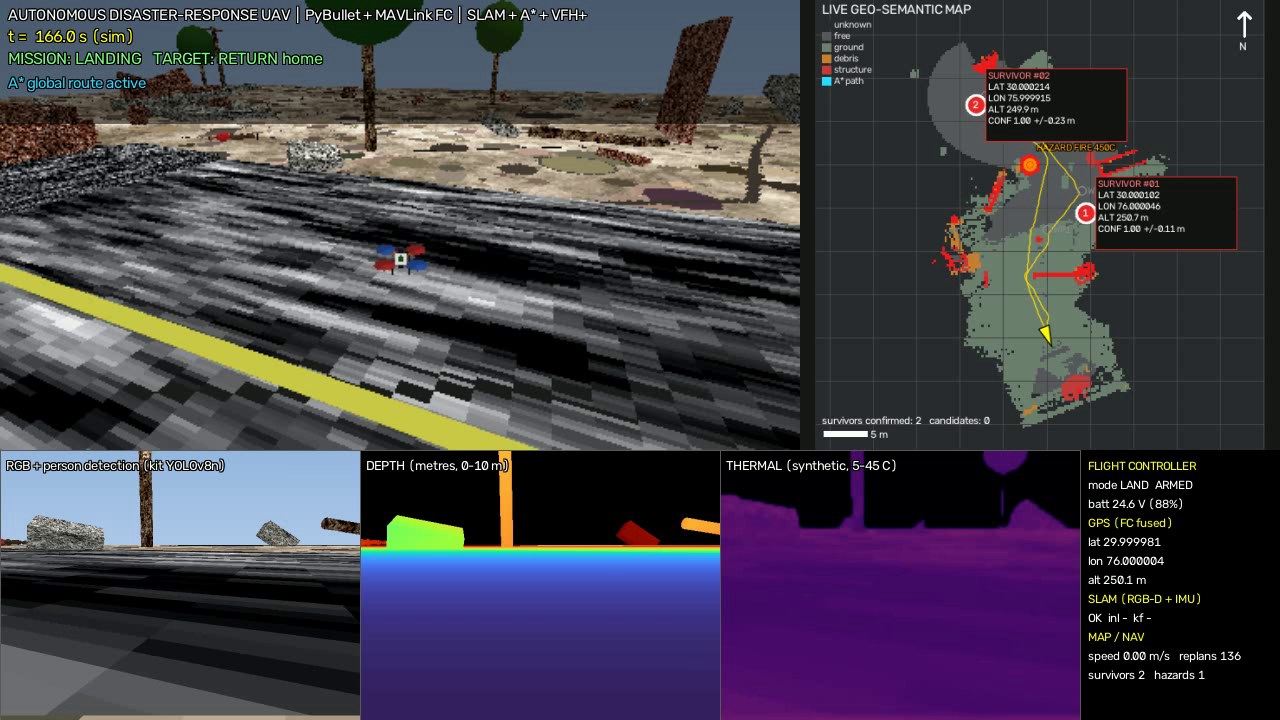 AUTONOMOUS DISASTER-RESPONSE UAV | PyBullet + MAVLink FC | SLAM + A* + VFH+
t = 166.0 s (sim)
MISSION: LANDING TARGET: RETURN home
A* global route active
LIVE GEO-SEMANTIC MAP
unknown
free
ground
debris
structure
A* path
N
SURVIVOR #02
LAT 30.000214
LON 75.999915
ALT 249.9 m
CONF 1.00 +/-0.23 m
2
HAZARD FIRE 450C
SURVIVOR #01
LAT 30.000102
LON 76.000046
ALT 250.7 m
CONF 1.00 +/-0.11 m
1
survivors confirmed: 2 candidates: 0
5 m
RGB + person detection (kit YOLOv8n)
DEPTH (metres, 0-10 m)
THERMAL (synthetic, 5-45 C)
FLIGHT CONTROLLER
mode LAND ARMED
batt 24.6 V (88%)
GPS (FC fused)
lat 29.999981
lon 76.000004
alt 250.1 m
SLAM (RGB-D + IMU)
OK inl - kf -
MAP / NAV
speed 0.00 m/s replans 136
survivors 2 hazards 1